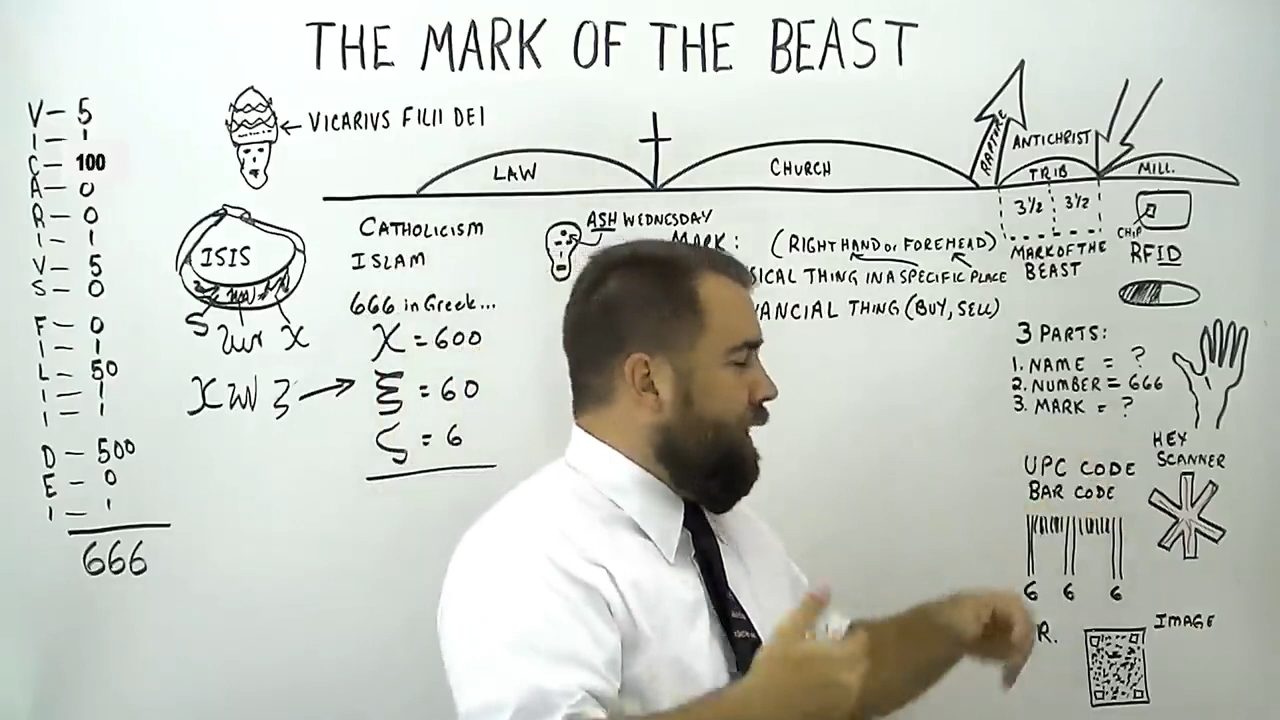 THE MARK OF THE BEAST
V - 5
I - 1
C - 100
A - 0
R - 0
I - 1
V - 5
S - 0
F - 0
I - 1
L - 50
I - 1
I - 1
D - 500
E - 0
I - 1
666
VICARIUS FILII DEI
LAW
CHURCH
RAPTURE
ANTICHRIST
TRIB
MILL.
3½
3½
MARK OF THE
BEAST
ISIS
CATHOLICISM
ISLAM
666 in Greek...
χ = 600
ξ = 60
ς = 6
ASH WEDNESDAY
MARK:
(RIGHT HAND or FOREHEAD)
SICAL THING IN A SPECIFIC PLACE
ANCIAL THING (BUY, SELL)
CHIP
RFID
3 PARTS:
1. NAME = ?
2. NUMBER = 666
3. MARK = ?
HEX
SCANNER
UPC CODE
BAR CODE
6 6 6
R.
IMAGE